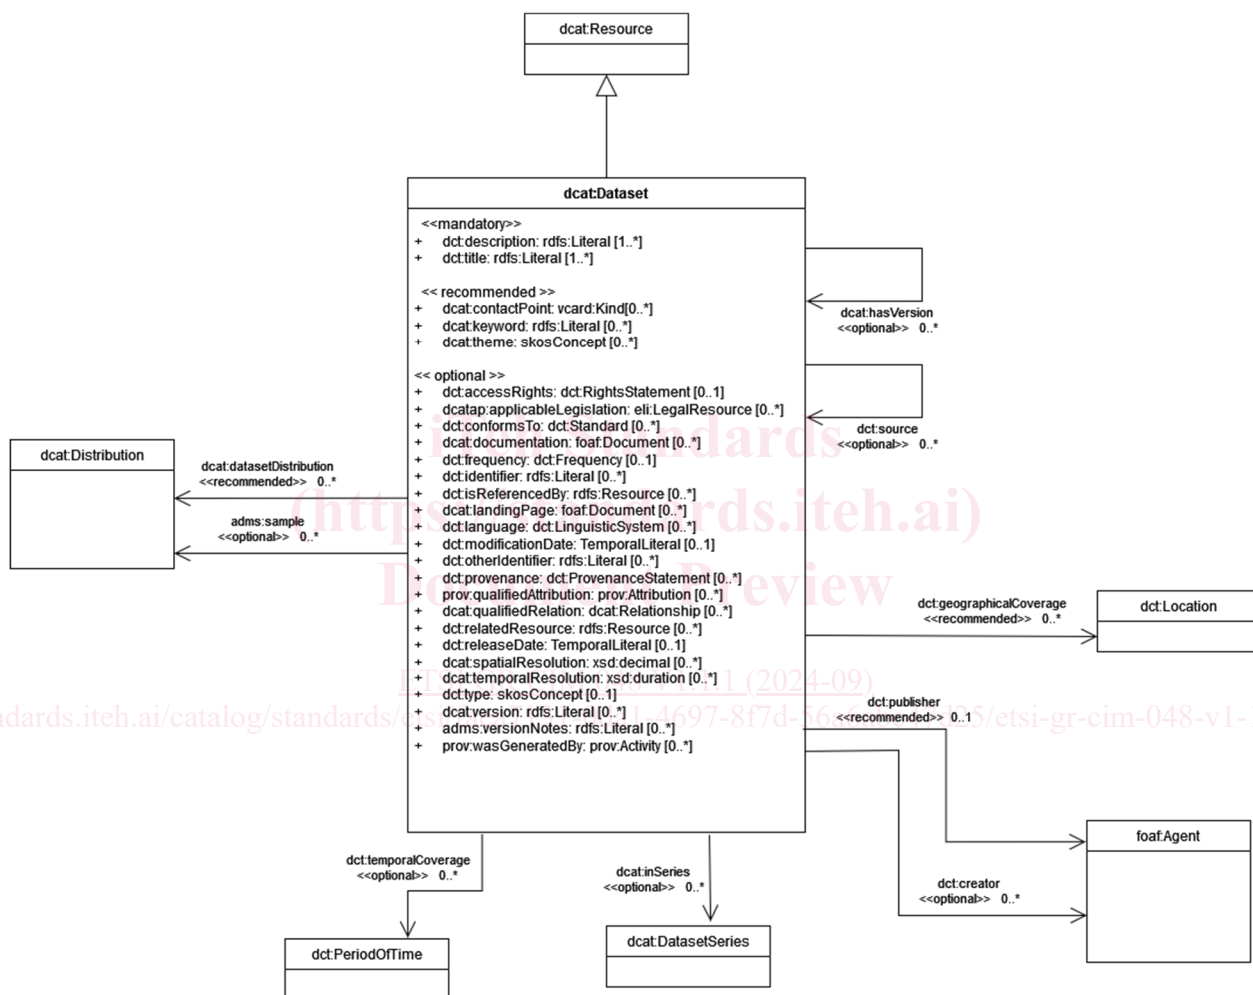 dcat:Resource
dcat:Dataset
<<mandatory>>
+ dct:description: rdfs:Literal [1..*]
+ dct:title: rdfs:Literal [1..*]
<< recommended >>
+ dcat:contactPoint: vcard:Kind[0..*]
+ dcat:keyword: rdfs:Literal [0..*]
+ dcat:theme: skosConcept [0..*]
<< optional >>
+ dct:accessRights: dct:RightsStatement [0..1]
+ dcatap:applicableLegislation: eli:LegalResource [0..*]
+ dct:conformsTo: dct:Standard [0..*]
+ dcat:documentation: foaf:Document [0..*]
+ dct:frequency: dct:Frequency [0..1]
+ dct:identifier: rdfs:Literal [0..*]
+ dct:isReferencedBy: rdfs:Resource [0..*]
+ dcat:landingPage: foaf:Document [0..*]
+ dct:language: dct:LinguisticSystem [0..*]
+ dct:modificationDate: TemporalLiteral [0..1]
+ dct:otherIdentifier: rdfs:Literal [0..*]
+ dct:provenance: dct:ProvenanceStatement [0..*]
+ prov:qualifiedAttribution: prov:Attribution [0..*]
+ dcat:qualifiedRelation: dcat:Relationship [0..*]
+ dct:relatedResource: rdfs:Resource [0..*]
+ dct:releaseDate: TemporalLiteral [0..1]
+ dcat:spatialResolution: xsd:decimal [0..*]
+ dcat:temporalResolution: xsd:duration [0..*]
+ dct:type: skosConcept [0..1]
+ dcat:version: rdfs:Literal [0..*]
+ adms:versionNotes: rdfs:Literal [0..*]
+ prov:wasGeneratedBy: prov:Activity [0..*]
dcat:hasVersion
<<optional>> 0..*
dct:source
<<optional>> 0..*
dcat:Distribution
dcat:datasetDistribution
<<recommended>> 0..*
adms:sample
<<optional>> 0..*
dct:geographicalCoverage
<<recommended>> 0..*
dct:Location
dct:publisher
<<recommended>> 0..1
dct:creator
<<optional>> 0..*
foaf:Agent
dct:temporalCoverage
<<optional>> 0..*
dct:PeriodOfTime
dcat:inSeries
<<optional>> 0..*
dcat:DatasetSeries
iTeh Standards
(https://standards.iteh.ai)
Document Preview
(2024-09)